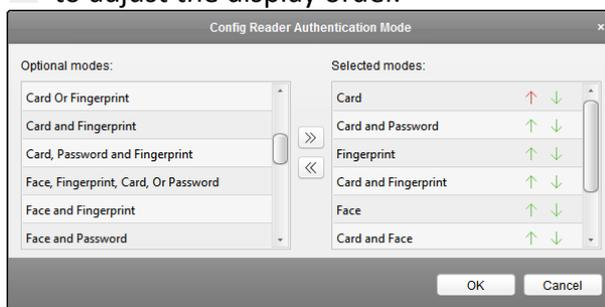 to adjust the display order.
Config Reader Authentication Mode
×
Optional modes:
Card Or Fingerprint
Card and Fingerprint
Card, Password and Fingerprint
Face, Fingerprint, Card, Or Password
Face and Fingerprint
Face and Password
Selected modes:
Card
Card and Password
Fingerprint
Card and Fingerprint
Face
Card and Face
OK
Cancel